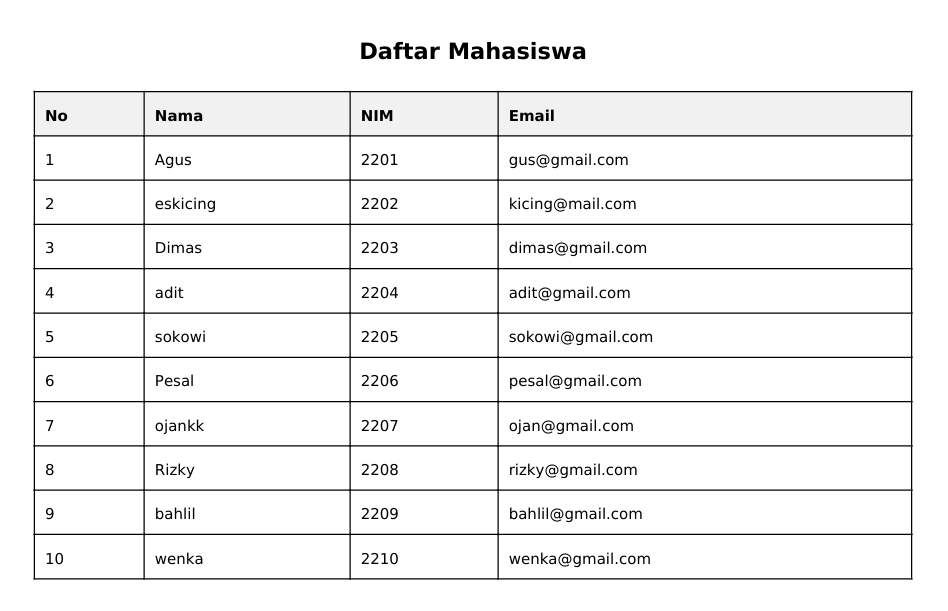 Daftar Mahasiswa
No Nama NIM Email
1 Agus 2201 gus@gmail.com
2 eskicing 2202 kicing@mail.com
3 Dimas 2203 dimas@gmail.com
4 adit 2204 adit@gmail.com
5 sokowi 2205 sokowi@gmail.com
6 Pesal 2206 pesal@gmail.com
7 ojankk 2207 ojan@gmail.com
8 Rizky 2208 rizky@gmail.com
9 bahlil 2209 bahlil@gmail.com
10 wenka 2210 wenka@gmail.com